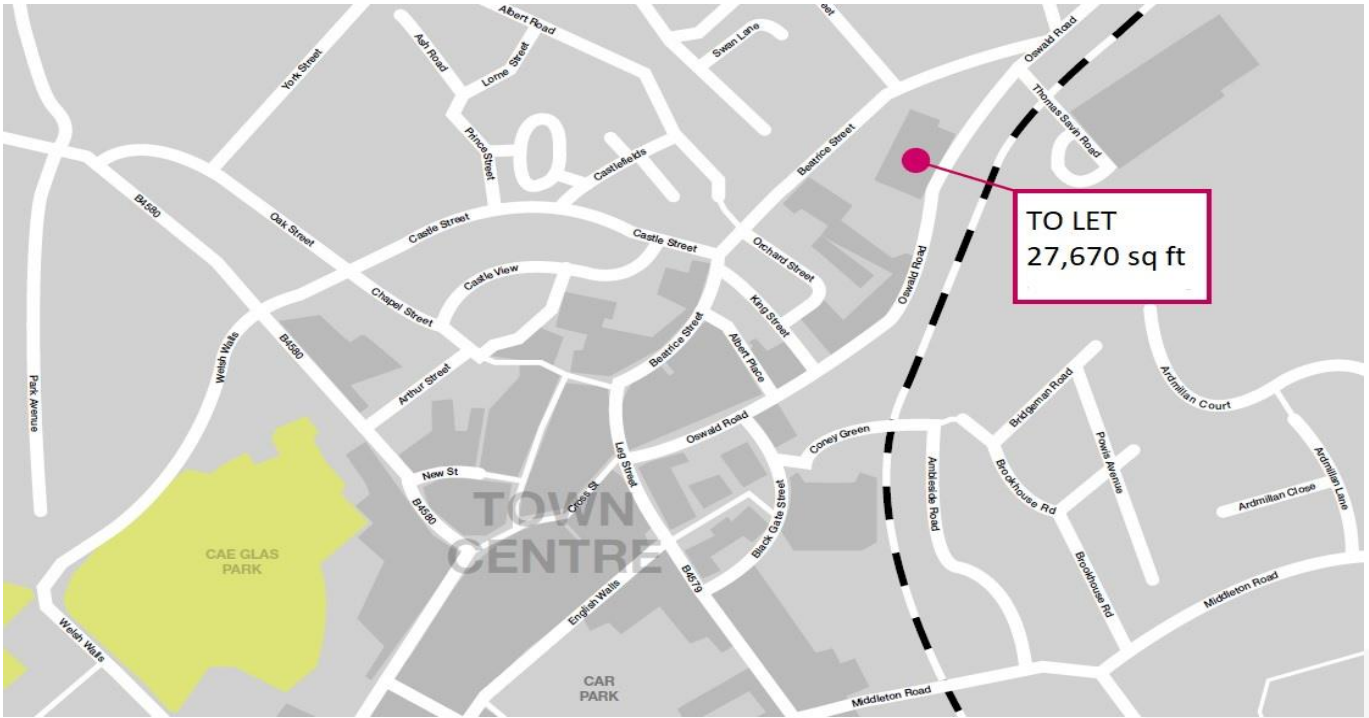 Albert Road
Oswald Road
eet
Swan Lane
Ash Road
Lorne Street
York Street
Thomas Savin Road
Prince Street
Beatrice Street
Castlefields
TO LET
27,670 sq ft
B4580
Oak Street
Castle Street
Castle Street
Orchard Street
Castle View
Oswald Road
Chapel Street
King Street
Welsh Walls
B4580
Beatrice Street
Albert Place
Arthur Street
Park Avenue
Bridgeman Road
Ardmillan Court
Oswald Road
Coney Green
Powis Avenue
Leg Street
Ambleside Road
Brookhouse Rd
Ardmillan Lane
New St
Cross St
Ardmillan Close
B4580
TOWN
CENTRE
Black Gate Street
CAE GLAS
PARK
B4579
English Walls
Brookhouse Rd
Middleton Road
Welsh Walls
CAR
PARK
Middleton Road